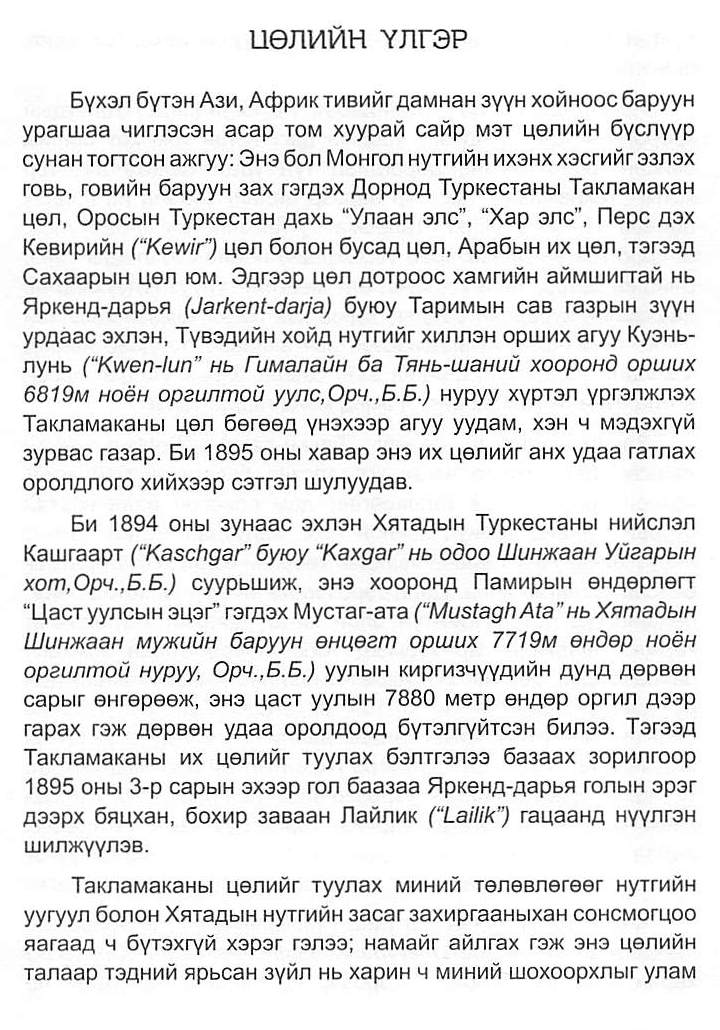 ЦӨЛИЙН ҮЛГЭР
Бүхэл бүтэн Ази, Африк тивийг дамнан зүүн хойноос баруун
урагшаа чиглэсэн асар том хуурай сайр мэт цөлийн бүслүүр
сунан тогтсон ажгуу: Энэ бол Монгол нутгийн ихэнх хэсгийг эзлэх
говь, говийн баруун зах гэгдэх Дорнод Туркестаны Такламакан
цөл, Оросын Туркестан дахь “Улаан элс”, “Хар элс”, Перс дэх
Кевирийн (“Kewir”) цөл болон бусад цөл, Арабын их цөл, тэгээд
Сахаарын цөл юм. Эдгээр цөл дотроос хамгийн аймшигтай нь
Яркенд-дарья (Jarkent-darja) буюу Таримын сав газрын зүүн
урдаас эхлэн, Түвэдийн хойд нутгийг хиллэн орших агуу Куэнь-
лунь (“Kwen-lun” нь Гималайн ба Тянь-шаний хооронд орших
6819м ноён оргилтой уулс,Орч.,Б.Б.) нуруу хүртэл үргэлжлэх
Такламаканы цөл бөгөөд үнэхээр агуу уудам, хэн ч мэдэхгүй
зурвас газар. Би 1895 оны хавар энэ их цөлийг анх удаа гатлах
оролдлого хийхээр сэтгэл шулуудав.
Би 1894 оны зунаас эхлэн Хятадын Туркестаны нийслэл
Кашгаарт (“Kaschgar” буюу “Kaxgar” нь одоо Шинжаан Уйгарын
хот,Орч.,Б.Б.) суурьшиж, энэ хооронд Памирын өндөрлөгт
“Цаст уулсын эцэг” гэгдэх Мустаг-ата (“Mustagh Ata” нь Хятадын
Шинжаан мужийн баруун өнцөгт орших 7719м өндөр ноён
оргилтой нуруу, Орч.,Б.Б.) уулын киргизчүүдийн дунд дөрвөн
сарыг өнгөрөөж, энэ цаст уулын 7880 метр өндөр оргил дээр
гарах гэж дөрвөн удаа оролдоод бүтэлгүйтсэн билээ. Тэгээд
Такламаканы их цөлийг туулах бэлтгэлээ базаах зорилгоор
1895 оны 3-р сарын эхээр гол баазаа Яркенд-дарья голын эрэг
дээрх бяцхан, бохир заваан Лайлик (“Lailik”) гацаанд нүүлгэн
шилжүүлэв.
Такламаканы цөлийг туулах миний төлөвлөгөөг нутгийн
уугуул болон Хятадын нутгийн засаг захиргааныхан сонсмогцоо
яагаад ч бүтэхгүй хэрэг гэлээ; намайг айлгах гэж энэ цөлийн
талаар тэдний ярьсан зүйл нь харин ч миний шохоорхлыг улам